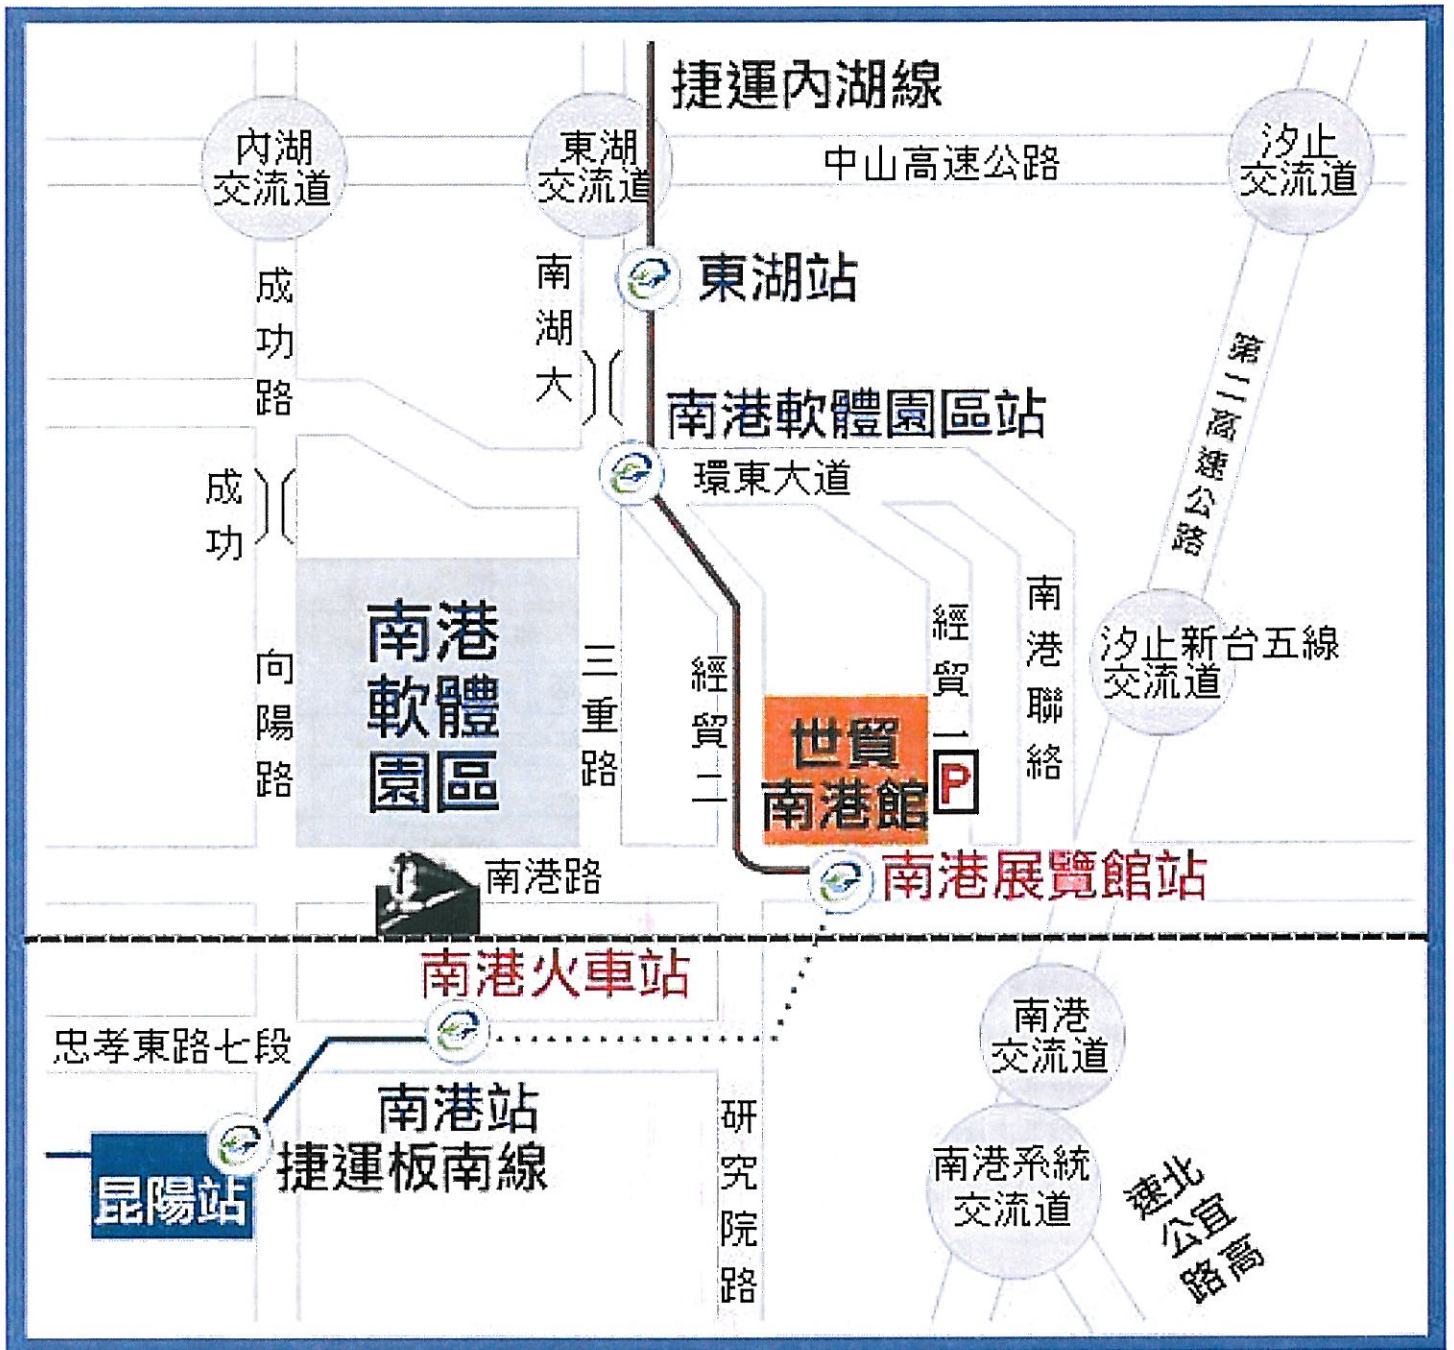 捷運內湖線
內湖
交流道
東湖
交流道
中山高速公路
汐止
交流道
成功路
南湖大
東湖站
第二高速公路
南港軟體園區站
環東大道
成功
南港
軟體
園區
向陽路
三重路
經貿二
世貿
南港館
經貿一
P
南港聯絡
汐止新台五線
交流道
南港路
南港展覽館站
南港火車站
忠孝東路七段
南港站
捷運板南線
昆陽站
研究院路
南港
交流道
南港系統
交流道
北宜高
速公路